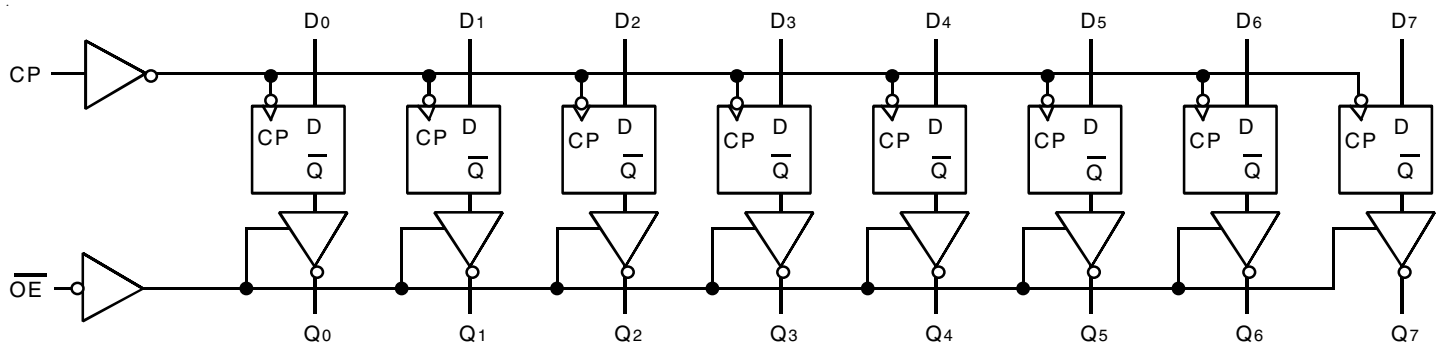 D0 D1 D2 D3 D4 D5 D6 D7
CP
CP D CP D CP D CP D CP D CP D CP D CP D
Q̅ Q̅ Q̅ Q̅ Q̅ Q̅ Q̅ Q̅
O̅E̅
Q0 Q1 Q2 Q3 Q4 Q5 Q6 Q7